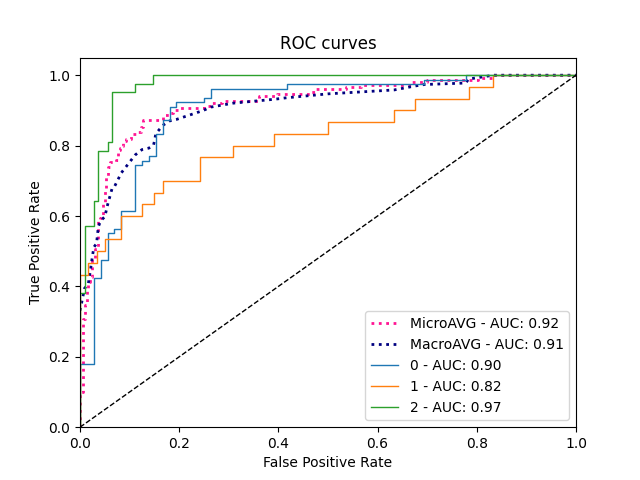 ROC curves
True Positive Rate
1.0
0.8
0.6
0.4
0.2
0.0
MicroAVG - AUC: 0.92
MacroAVG - AUC: 0.91
0 - AUC: 0.90
1 - AUC: 0.82
2 - AUC: 0.97
0.0 0.2 0.4 0.6 0.8 1.0
False Positive Rate